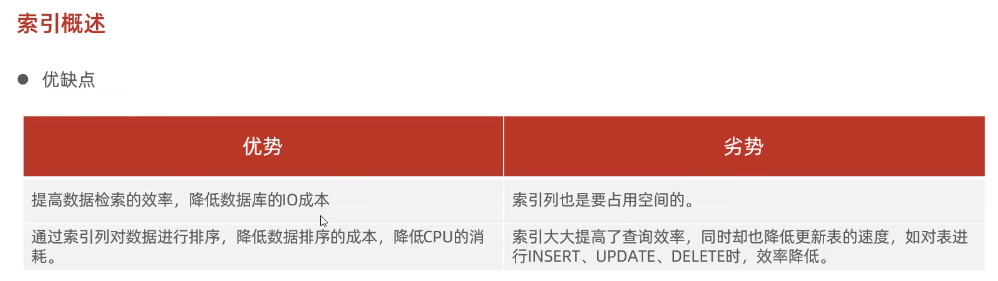 索引概述
优缺点
优势
劣势
提高数据检索的效率，降低数据库的IO成本
索引列也是要占用空间的。
通过索引列对数据进行排序，降低数据排序的成本，降低CPU的消
耗。
索引大大提高了查询效率，同时却也降低更新表的速度，如对表进
行INSERT、UPDATE、DELETE时，效率降低。